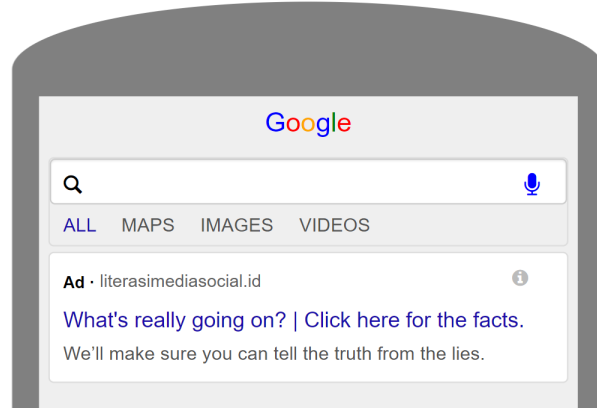 Google
ALL MAPS IMAGES VIDEOS
Ad · literasimediasocial.id
What's really going on? | Click here for the facts.
We’ll make sure you can tell the truth from the lies.